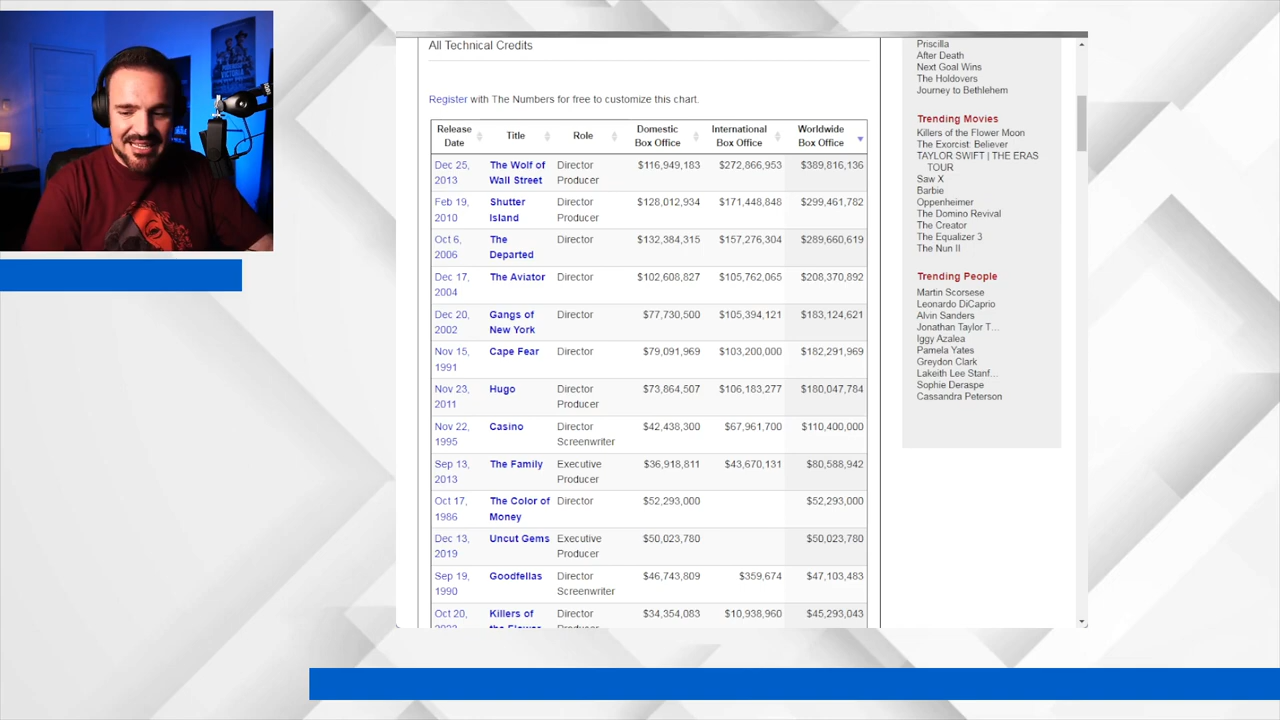 All Technical Credits
Register with The Numbers for free to customize this chart.
Release Date Title Role Domestic Box Office International Box Office Worldwide Box Office
Dec 25, 2013 The Wolf of Wall Street Director Producer $116,949,183 $272,866,953 $389,816,136
Feb 19, 2010 Shutter Island Director Producer $128,012,934 $171,448,848 $299,461,782
Oct 6, 2006 The Departed Director $132,384,315 $157,276,304 $289,660,619
Dec 17, 2004 The Aviator Director $102,608,827 $105,762,065 $208,370,892
Dec 20, 2002 Gangs of New York Director $77,730,500 $105,394,121 $183,124,621
Nov 15, 1991 Cape Fear Director $79,091,969 $103,200,000 $182,291,969
Nov 23, 2011 Hugo Director Producer $73,864,507 $106,183,277 $180,047,784
Nov 22, 1995 Casino Director Screenwriter $42,438,300 $67,961,700 $110,400,000
Sep 13, 2013 The Family Executive Producer $36,918,811 $43,670,131 $80,588,942
Oct 17, 1986 The Color of Money Director $52,293,000 $52,293,000
Dec 13, 2019 Uncut Gems Executive Producer $50,023,780 $50,023,780
Sep 19, 1990 Goodfellas Director Screenwriter $46,743,809 $359,674 $47,103,483
Oct 20, Killers of Director $34,354,083 $10,938,960 $45,293,043
Priscilla
After Death
Next Goal Wins
The Holdovers
Journey to Bethlehem
Trending Movies
Killers of the Flower Moon
The Exorcist: Believer
TAYLOR SWIFT | THE ERAS
TOUR
Saw X
Barbie
Oppenheimer
The Domino Revival
The Creator
The Equalizer 3
The Nun II
Trending People
Martin Scorsese
Leonardo DiCaprio
Alvin Sanders
Jonathan Taylor T…
Iggy Azalea
Pamela Yates
Greydon Clark
Lakeith Lee Stanf…
Sophie Deraspe
Cassandra Peterson